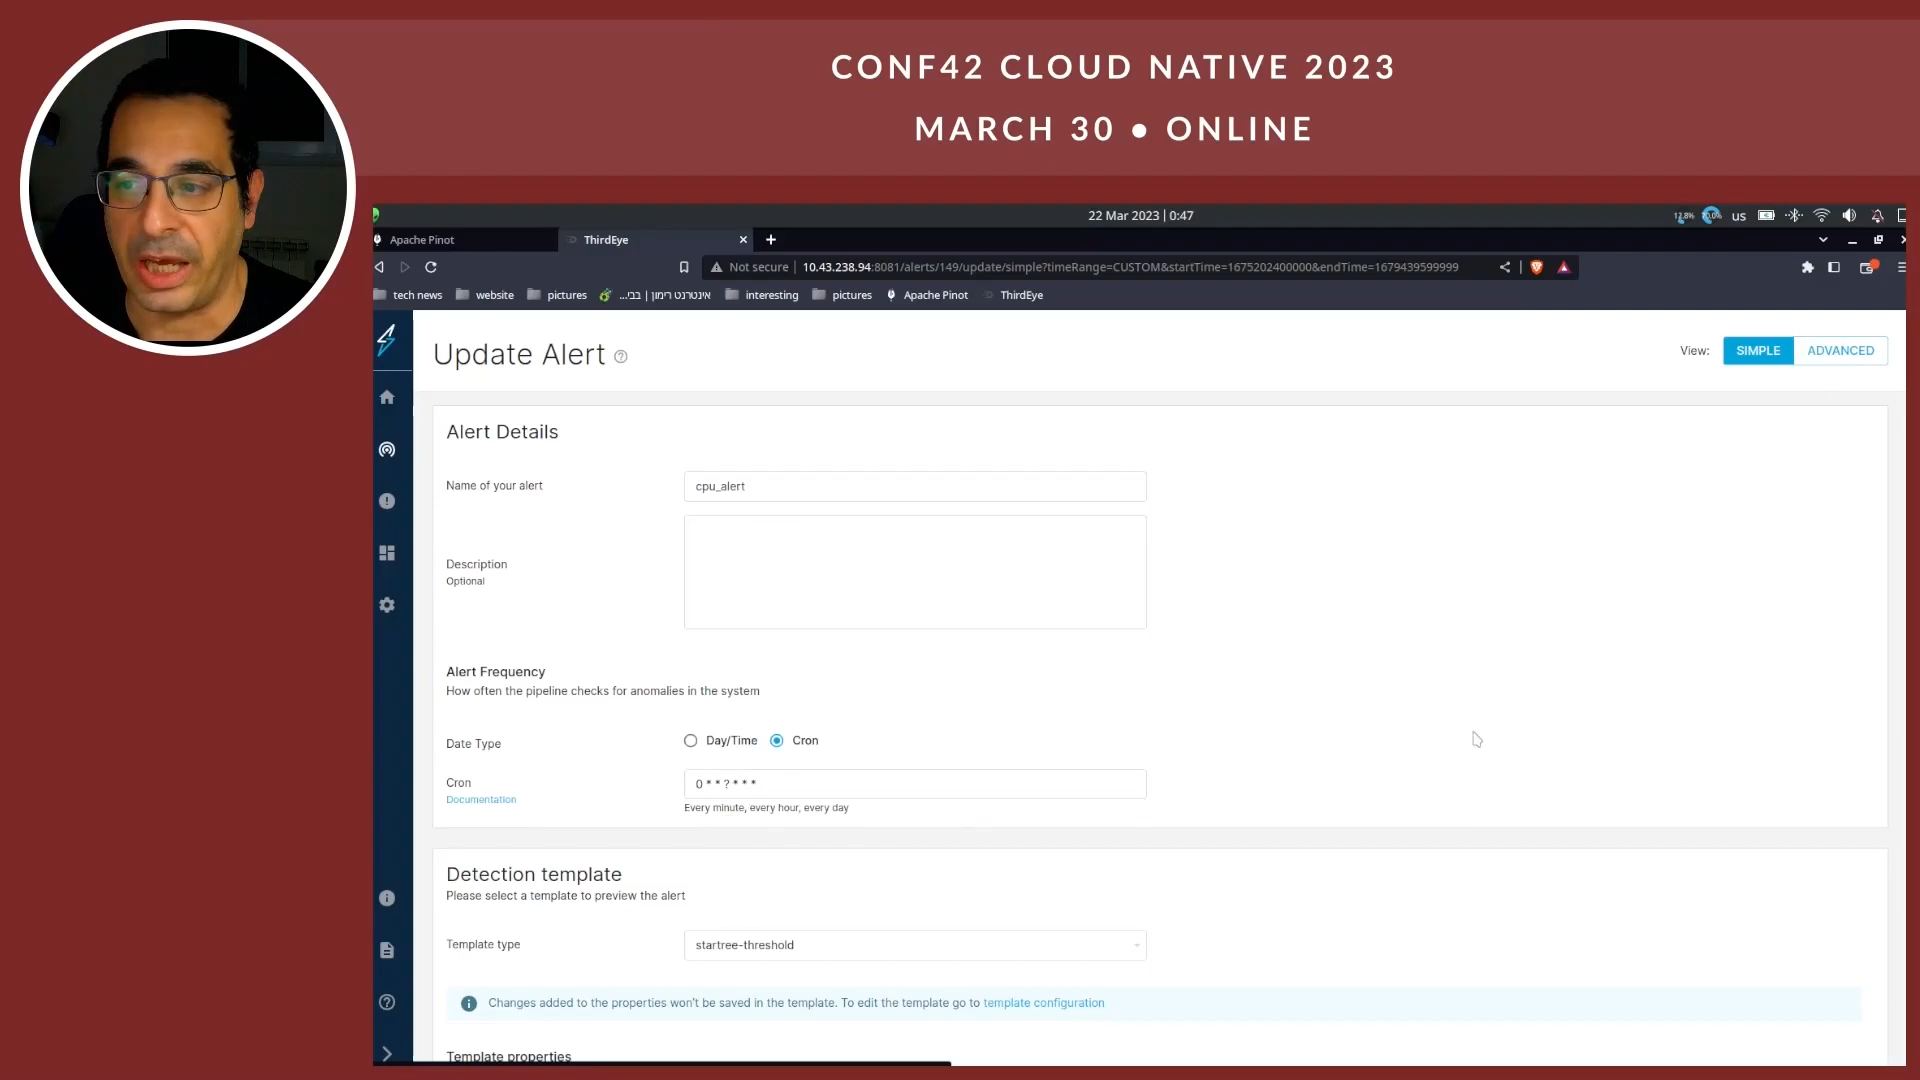 CONF42 CLOUD NATIVE 2023
MARCH 30 • ONLINE
22 Mar 2023 | 0:47
us
Apache Pinot
ThirdEye
Not secure
10.43.238.94:8081/alerts/149/update/simple?timeRange=CUSTOM&startTime=1675202400000&endTime=1679439599999
tech news
website
pictures
אינטרנט רימון | בבי...
interesting
pictures
Apache Pinot
ThirdEye
Update Alert
View:
SIMPLE
ADVANCED
Alert Details
Name of your alert
cpu_alert
Description
Optional
Alert Frequency
How often the pipeline checks for anomalies in the system
Date Type
Day/Time
Cron
Cron
0 * * ? * * *
Documentation
Every minute, every hour, every day
Detection template
Please select a template to preview the alert
Template type
startree-threshold
Changes added to the properties won't be saved in the template. To edit the template go to template configuration
Template properties